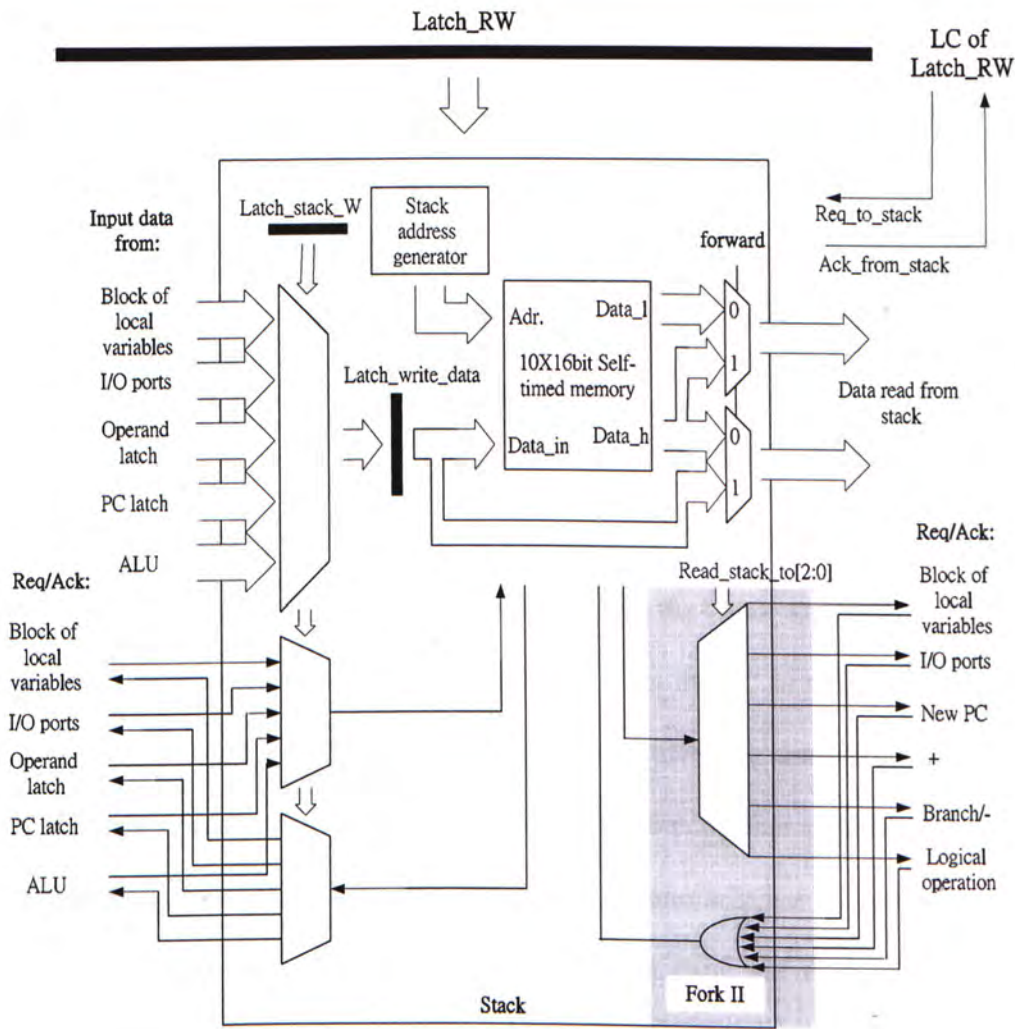 Latch_RW
LC of
Latch_RW
Req_to_stack
Ack_from_stack
Input data
from:
Latch_stack_W
Stack
address
generator
forward
Block of
local
variables
I/O ports
Operand
latch
PC latch
ALU
Latch_write_data
Adr.
Data_l
10X16bit Self-
timed memory
Data_in
Data_h
0
1
0
1
Data read from
stack
Req/Ack:
Block of
local
variables
I/O ports
Operand
latch
PC latch
ALU
Read_stack_to[2:0]
Req/Ack:
Block of
local
variables
I/O ports
New PC
+
Branch/-
Logical
operation
Stack
Fork II